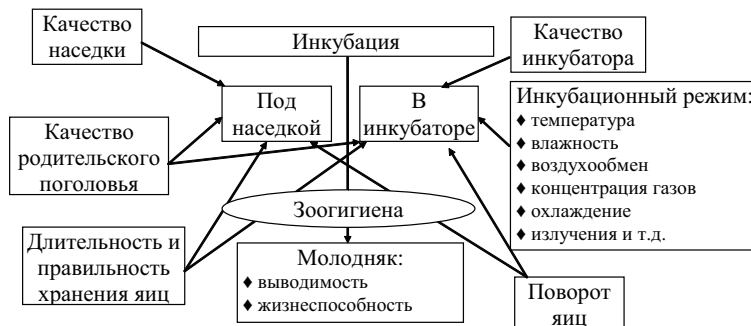 Качество
наседки
Инкубация
Качество
инкубатора
Под
наседкой
В
инкубаторе
Инкубационный режим:
♦ температура
♦ влажность
♦ воздухообмен
♦ концентрация газов
♦ охлаждение
♦ излучения и т.д.
Качество
родительского
поголовья
Зоогигиена
Длительность и
правильность
хранения яиц
Молодняк:
♦ выводимость
♦ жизнеспособность
Поворот
яиц